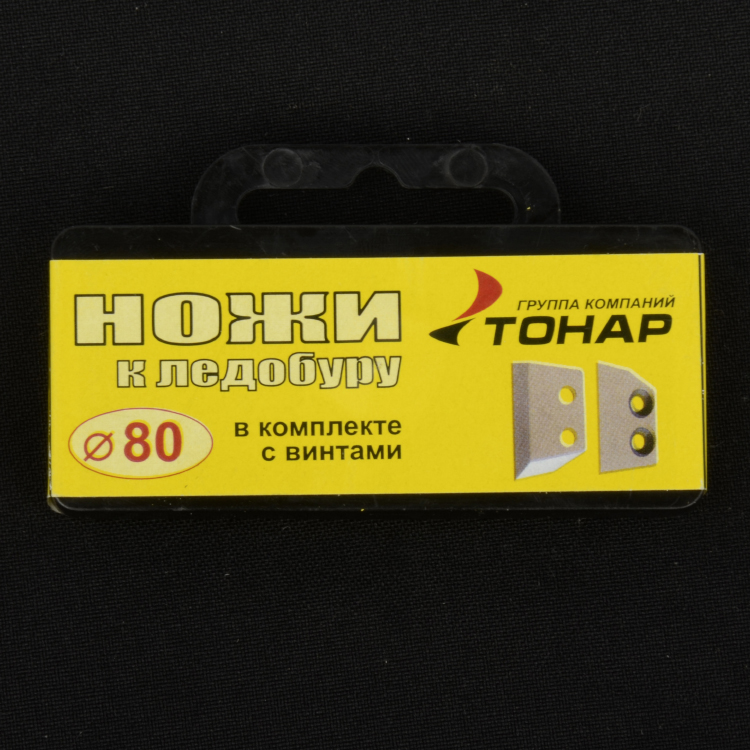 НОЖИ
к ледобуру
⌀ 80
в комплекте
с винтами
ГРУППА КОМПАНИЙ
ТОНАР